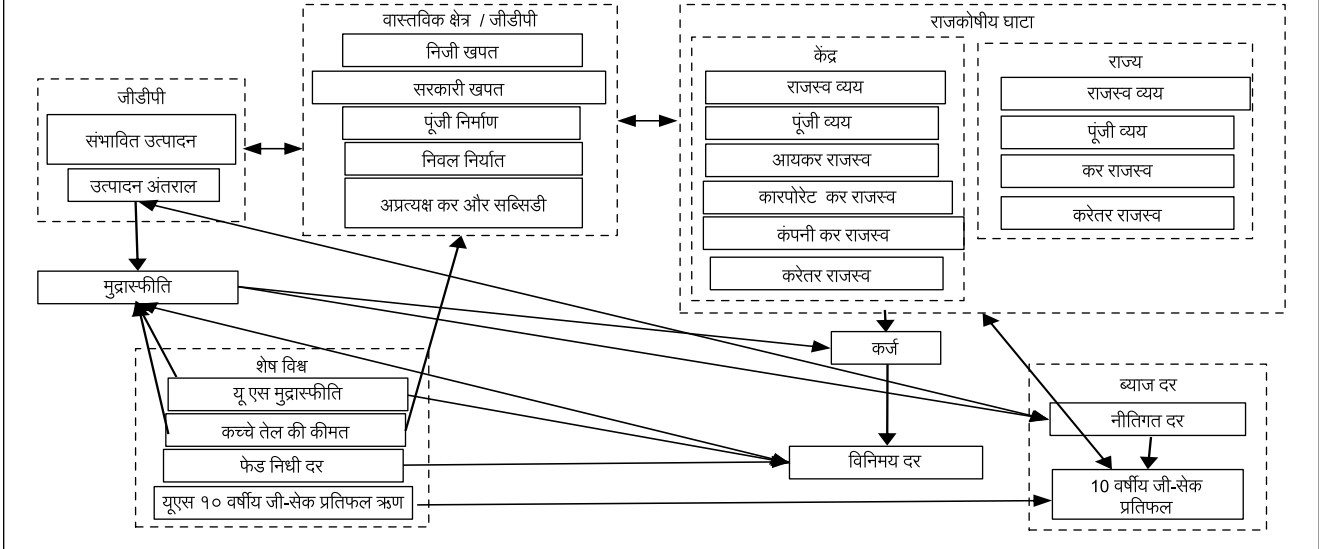 वास्तविक क्षेत्र / जीडीपी
निजी खपत
सरकारी खपत
पूंजी निर्माण
निवल निर्यात
अप्रत्यक्ष कर और सब्सिडी
राजकोषीय घाटा
केंद्र
राजस्व व्यय
पूंजी व्यय
आयकर राजस्व
कारपोरेट कर राजस्व
कंपनी कर राजस्व
करेतर राजस्व
राज्य
राजस्व व्यय
पूंजी व्यय
कर राजस्व
करेतर राजस्व
जीडीपी
संभावित उत्पादन
उत्पादन अंतराल
मुद्रास्फीति
कर्ज
शेष विश्व
यू एस मुद्रास्फीति
कच्चे तेल की कीमत
फेड निधी दर
यूएस १० वर्षीय जी-सेक प्रतिफल ऋण
विनिमय दर
ब्याज दर
नीतिगत दर
10 वर्षीय जी-सेक
प्रतिफल